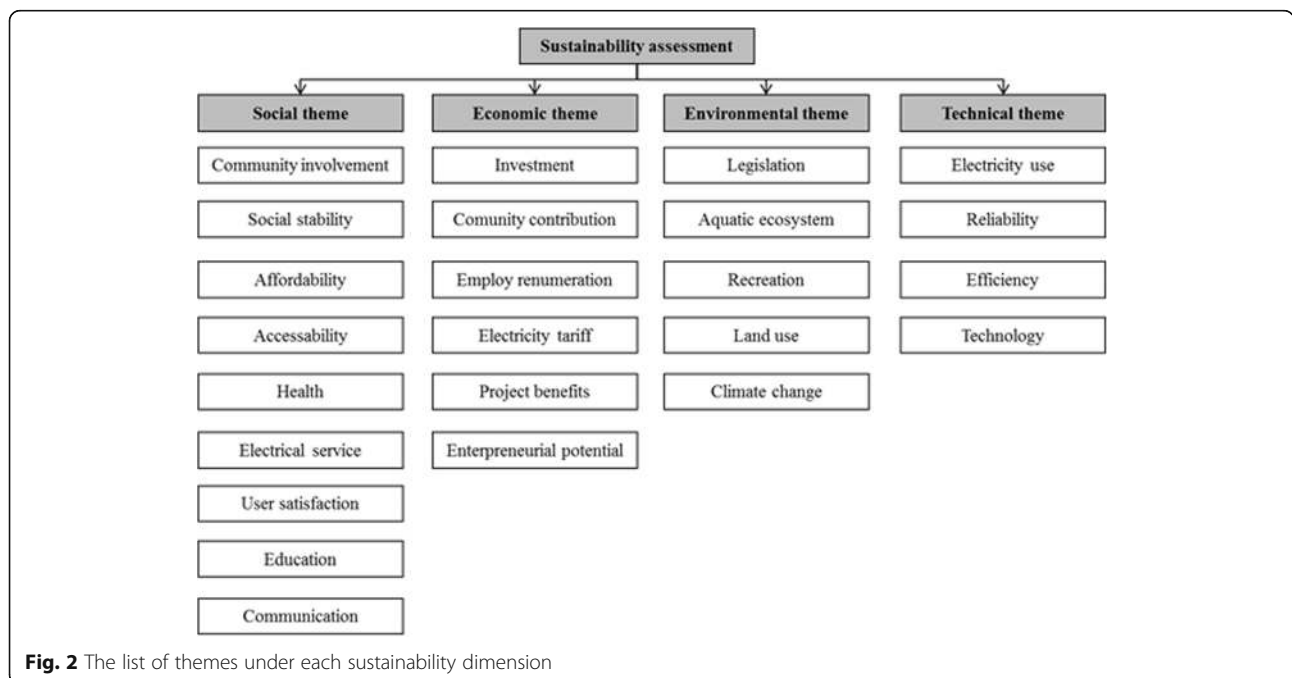 Sustainability assessment
Social theme
Economic theme
Environmental theme
Technical theme
Community involvement
Investment
Legislation
Electricity use
Social stability
Comunity contribution
Aquatic ecosystem
Reliability
Affordability
Employ renumeration
Recreation
Efficiency
Accessability
Electricity tariff
Land use
Technology
Health
Project benefits
Climate change
Electrical service
Enterpreneurial potential
User satisfaction
Education
Communication
Fig. 2 The list of themes under each sustainability dimension